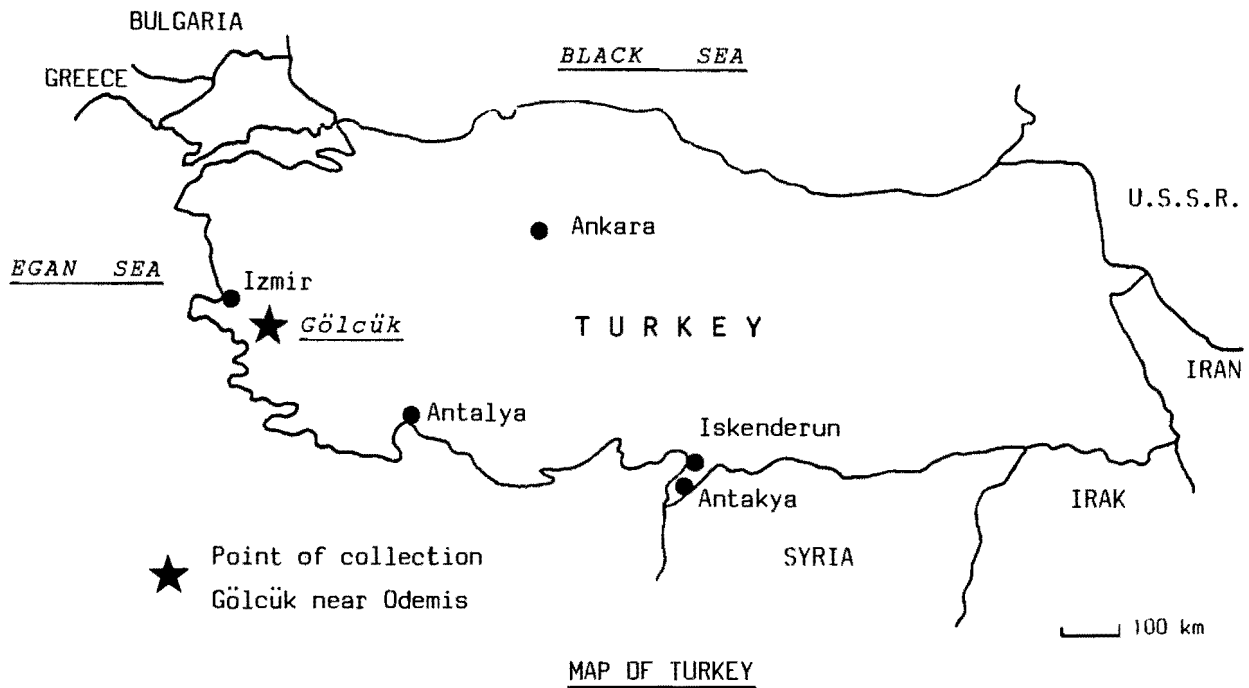 BULGARIA
BLACK SEA
GREECE
U.S.S.R.
Ankara
EGAN SEA
Izmir
Gölcük
TURKEY
IRAN
Antalya
Iskenderun
Antakya
IRAK
SYRIA
Point of collection
Gölcük near Odemis
100 km
MAP OF TURKEY